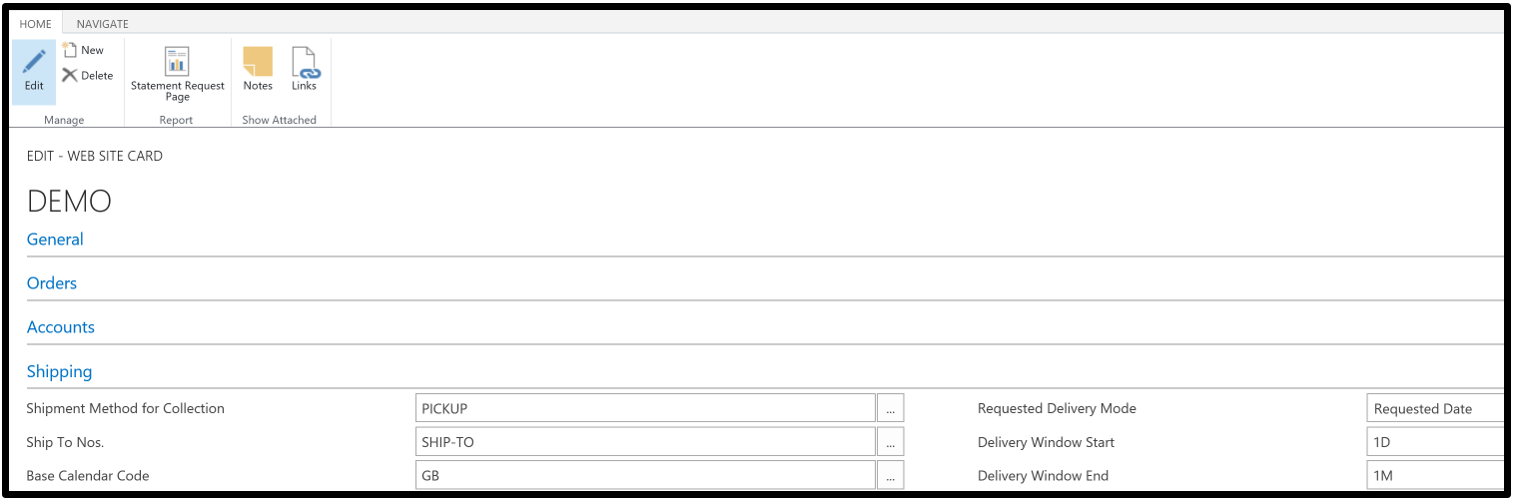 HOME NAVIGATE
Edit
New
Delete
Manage
Statement Request
Page
Report
Notes
Links
Show Attached
EDIT - WEB SITE CARD
DEMO
General
Orders
Accounts
Shipping
Shipment Method for Collection PICKUP ... Requested Delivery Mode Requested Date
Ship To Nos. SHIP-TO ... Delivery Window Start 1D
Base Calendar Code GB ... Delivery Window End 1M